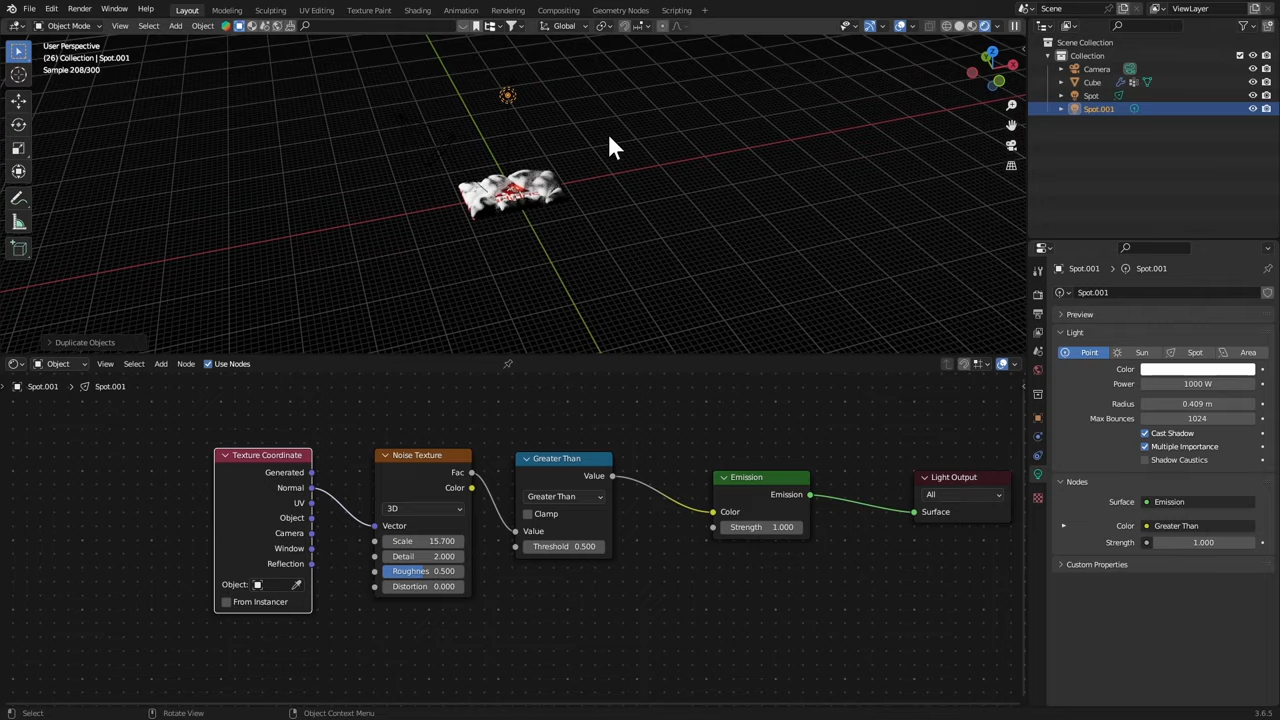 File Edit Render Window Help Layout Modeling Sculpting UV Editing Texture Paint Shading Animation Rendering Compositing Geometry Nodes Scripting + Scene ViewLayer
Object Mode View Select Add Object Global
User Perspective
(26) Collection | Spot.001
Sample 208/300
Duplicate Objects
Scene Collection
Collection
Camera
Cube
Spot
Spot.001
Spot.001 Spot.001
Spot.001
Preview
Light
Point Sun Spot Area
Color
Power 1000 W
Radius 0.409 m
Max Bounces 1024
Cast Shadow
Multiple Importance
Shadow Caustics
Nodes
Surface Emission
Color Greater Than
Strength 1.000
Custom Properties
Object View Select Add Node Use Nodes
Spot.001 Spot.001
Texture Coordinate
Generated
Normal
UV
Object
Camera
Window
Reflection
Object:
From Instancer
Noise Texture
Fac
Color
3D
Vector
Scale 15.700
Detail 2.000
Roughnes 0.500
Distortion 0.000
Greater Than
Value
Greater Than
Clamp
Value
Threshold 0.500
Emission
Emission
Color
Strength 1.000
Light Output
All
Surface
Select Rotate View Object Context Menu 3.6.5